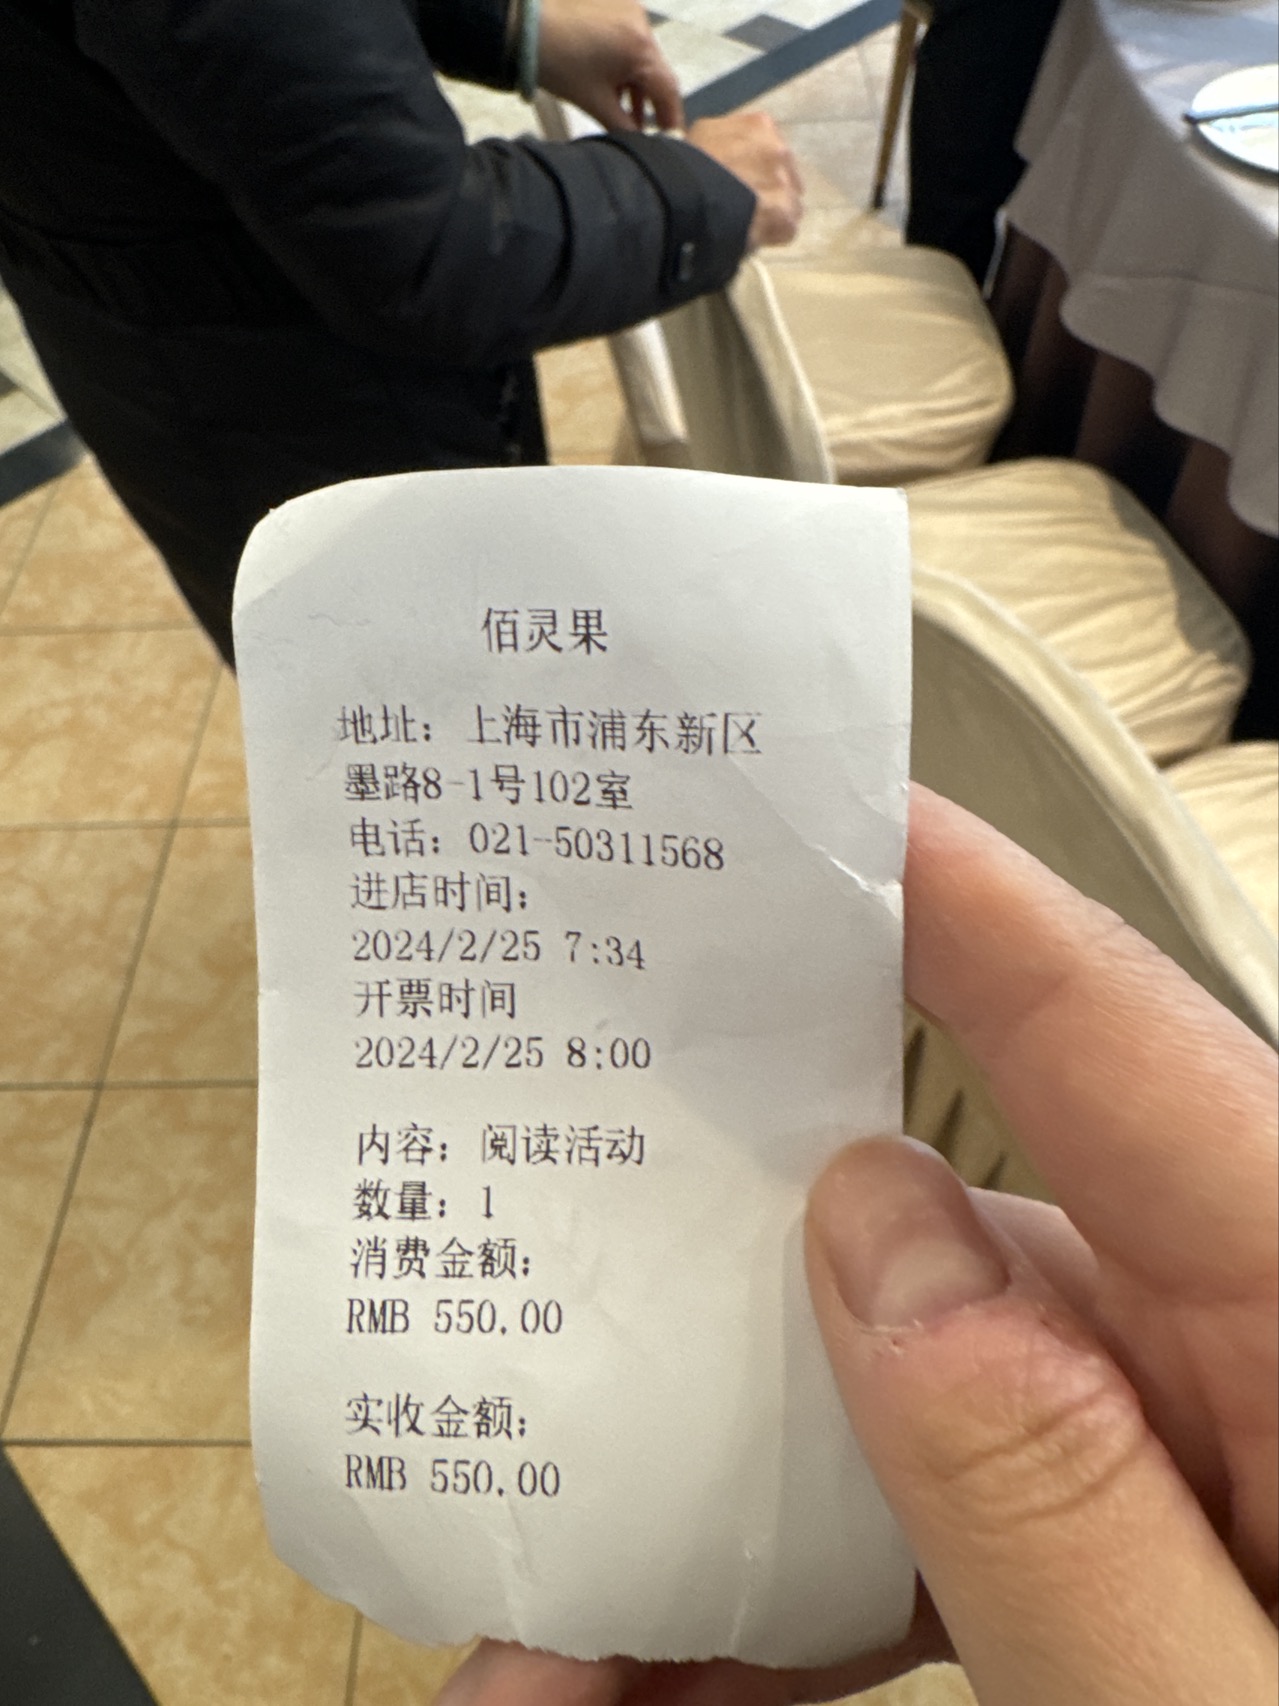 佰灵果
地址：上海市浦东新区
墨路8-1号102室
电话：021-50311568
进店时间：
2024/2/25 7:34
开票时间
2024/2/25 8:00
内容：阅读活动
数量：1
消费金额：
RMB 550.00
实收金额：
RMB 550.00